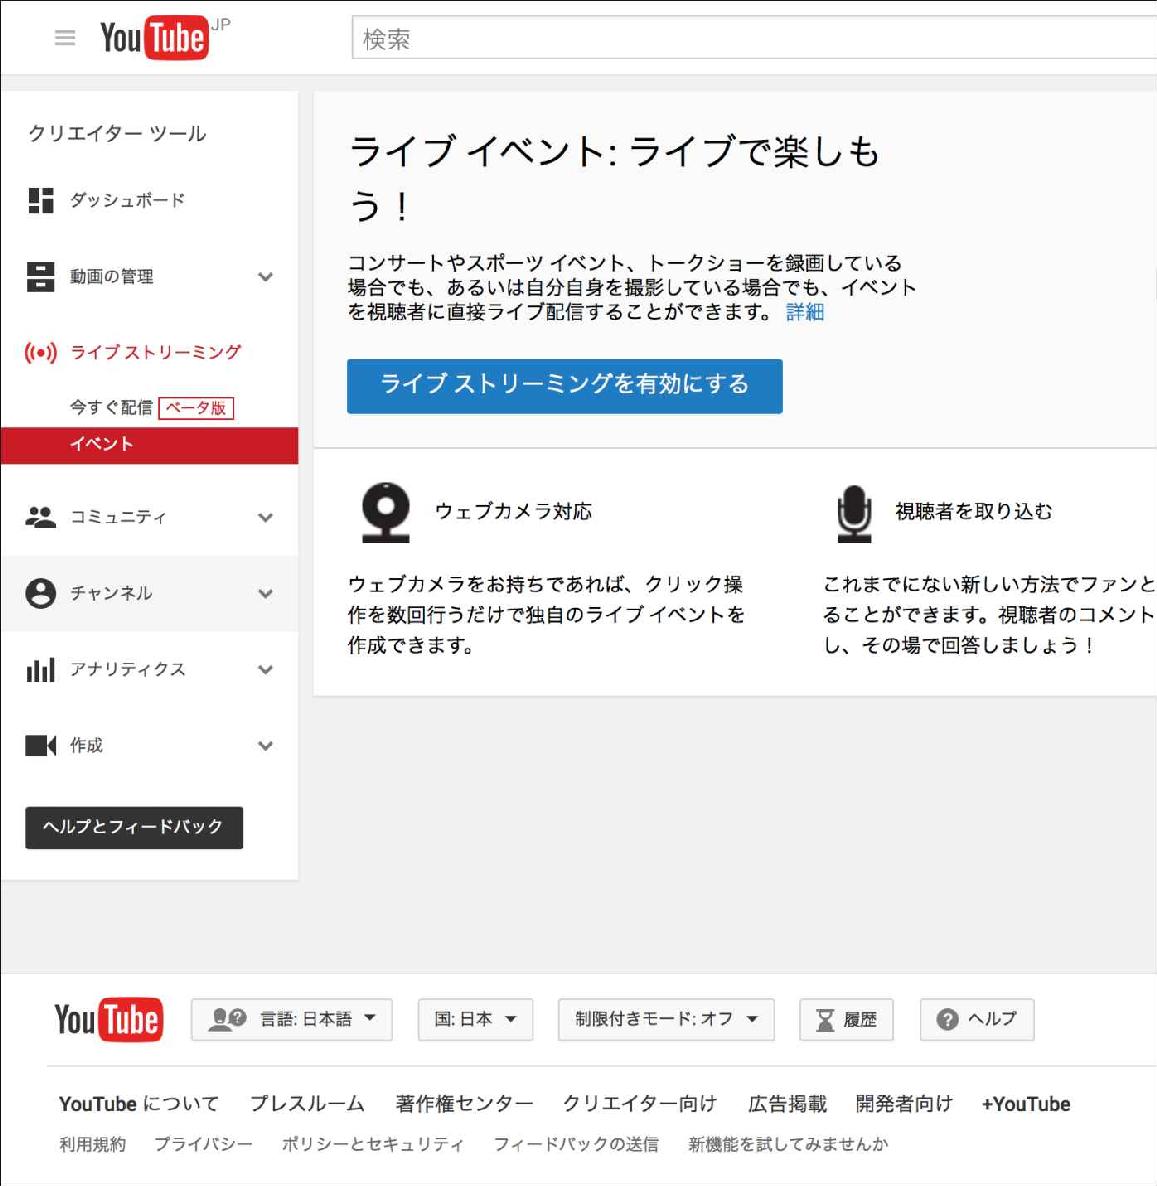 YouTube JP
検索
クリエイター ツール
ダッシュボード
動画の管理
ライブ ストリーミング
今すぐ配信 ベータ版
イベント
コミュニティ
チャンネル
アナリティクス
作成
ヘルプとフィードバック
ライブ イベント: ライブで楽しも
う！
コンサートやスポーツ イベント、トークショーを録画している
場合でも、あるいは自分自身を撮影している場合でも、イベント
を視聴者に直接ライブ配信することができます。 詳細
ライブ ストリーミングを有効にする
ウェブカメラ対応
ウェブカメラをお持ちであれば、クリック操
作を数回行うだけで独自のライブ イベントを
作成できます。
視聴者を取り込む
これまでにない新しい方法でファンと
ることができます。視聴者のコメント
し、その場で回答しましょう！
YouTube 言語: 日本語 国: 日本 制限付きモード: オフ 履歴 ヘルプ
YouTube について プレスルーム 著作権センター クリエイター向け 広告掲載 開発者向け +YouTube
利用規約 プライバシー ポリシーとセキュリティ フィードバックの送信 新機能を試してみませんか